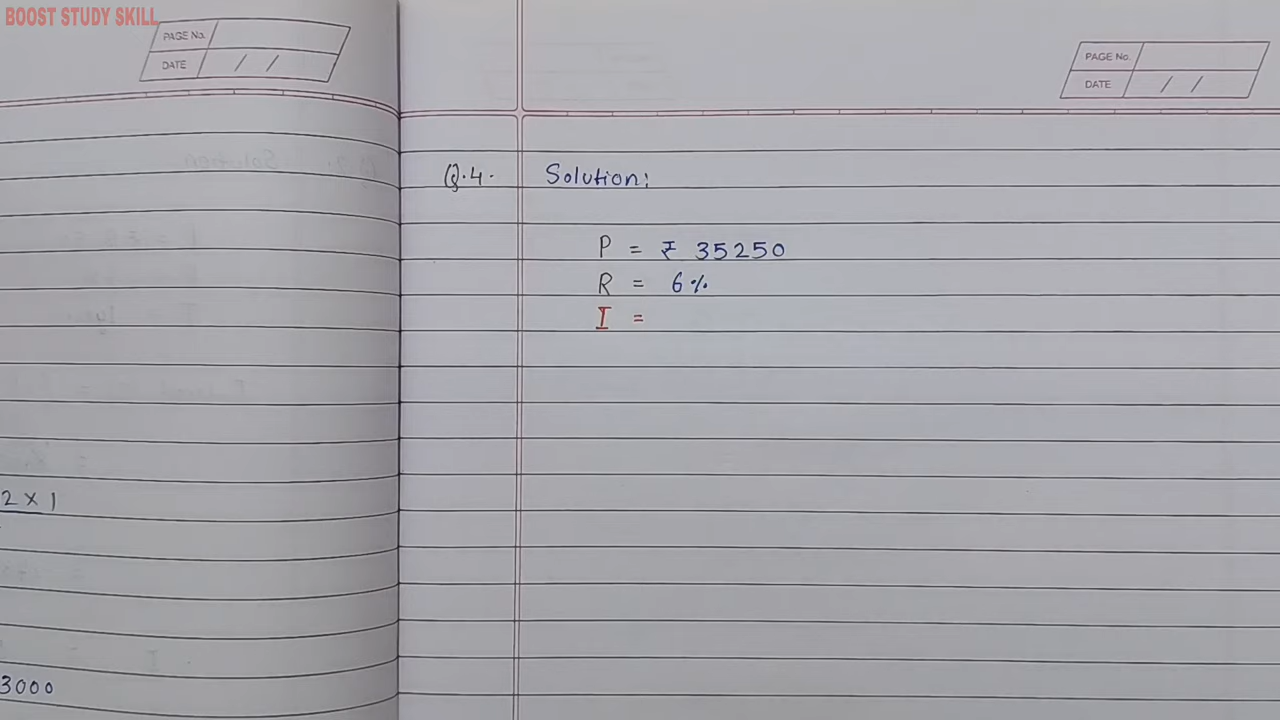 BOOST STUDY SKILL
PAGE No.
DATE / /
2 × 1
3000
PAGE No.
DATE / /
Q.4. Solution:
P = ₹ 35250
R = 6%
I =